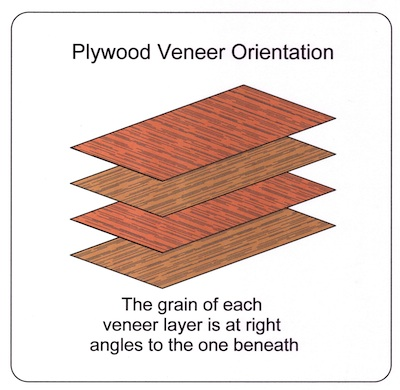 Plywood Veneer Orientation
The grain of each
veneer layer is at right
angles to the one beneath